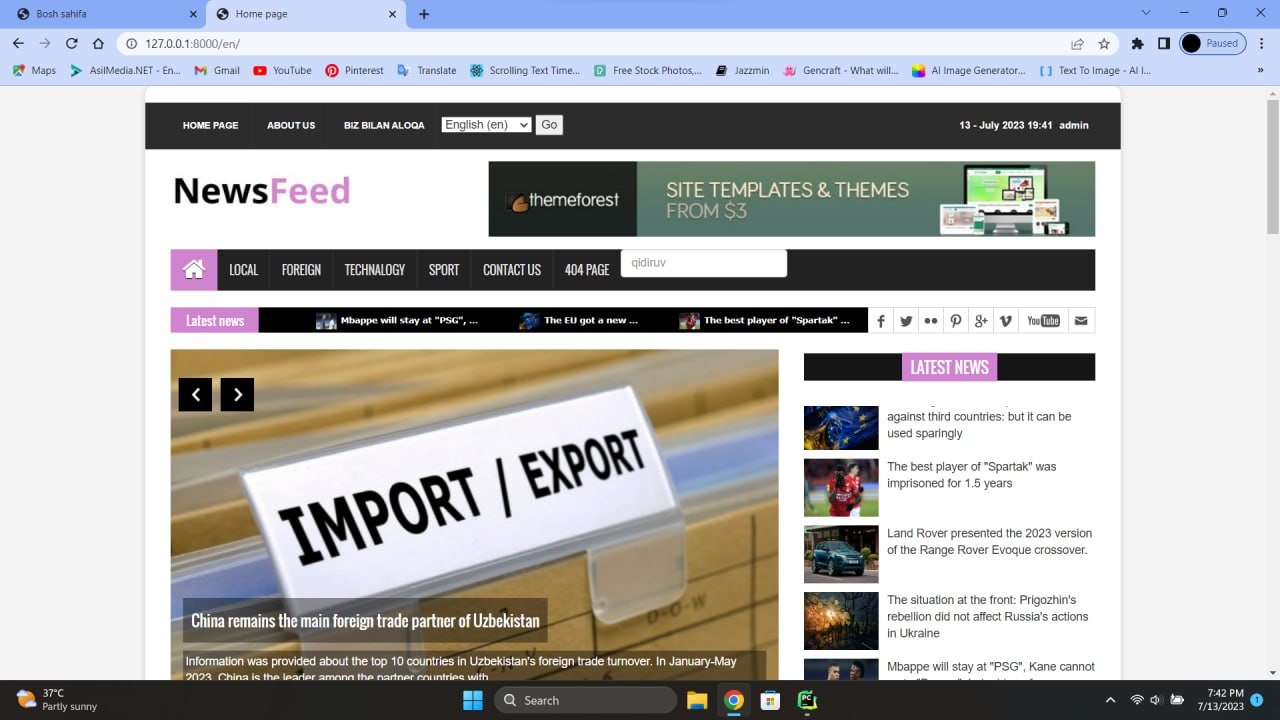 Bosh sahifa
Home page
127.0.0.1:8000/en/
Paused
Maps
AsilMedia.NET - En...
Gmail
YouTube
Pinterest
Translate
Scrolling Text Time...
Free Stock Photos,...
Jazzmin
Gencraft - What will...
AI Image Generator...
Text To Image - AI I...
»
HOME PAGE
ABOUT US
BIZ BILAN ALOQA
English (en)
Go
13 - July 2023 19:41 admin
NewsFeed
themeforest
SITE TEMPLATES & THEMES
FROM $3
LOCAL
FOREIGN
TECHNALOGY
SPORT
CONTACT US
404 PAGE
qidiruv
Latest news
Mbappe will stay at "PSG", ...
The EU got a new ...
The best player of "Spartak" ...
YouTube
IMPORT / EXPORT
China remains the main foreign trade partner of Uzbekistan
Information was provided about the top 10 countries in Uzbekistan's foreign trade turnover. In January-May
2023, China is the leader among the partner countries with
LATEST NEWS
against third countries: but it can be
used sparingly
The best player of "Spartak" was
imprisoned for 1.5 years
Land Rover presented the 2023 version
of the Range Rover Evoque crossover.
The situation at the front: Prigozhin's
rebellion did not affect Russia's actions
in Ukraine
Mbappe will stay at "PSG", Kane cannot
37°C
Partly sunny
Search
7:42 PM
7/13/2023
1